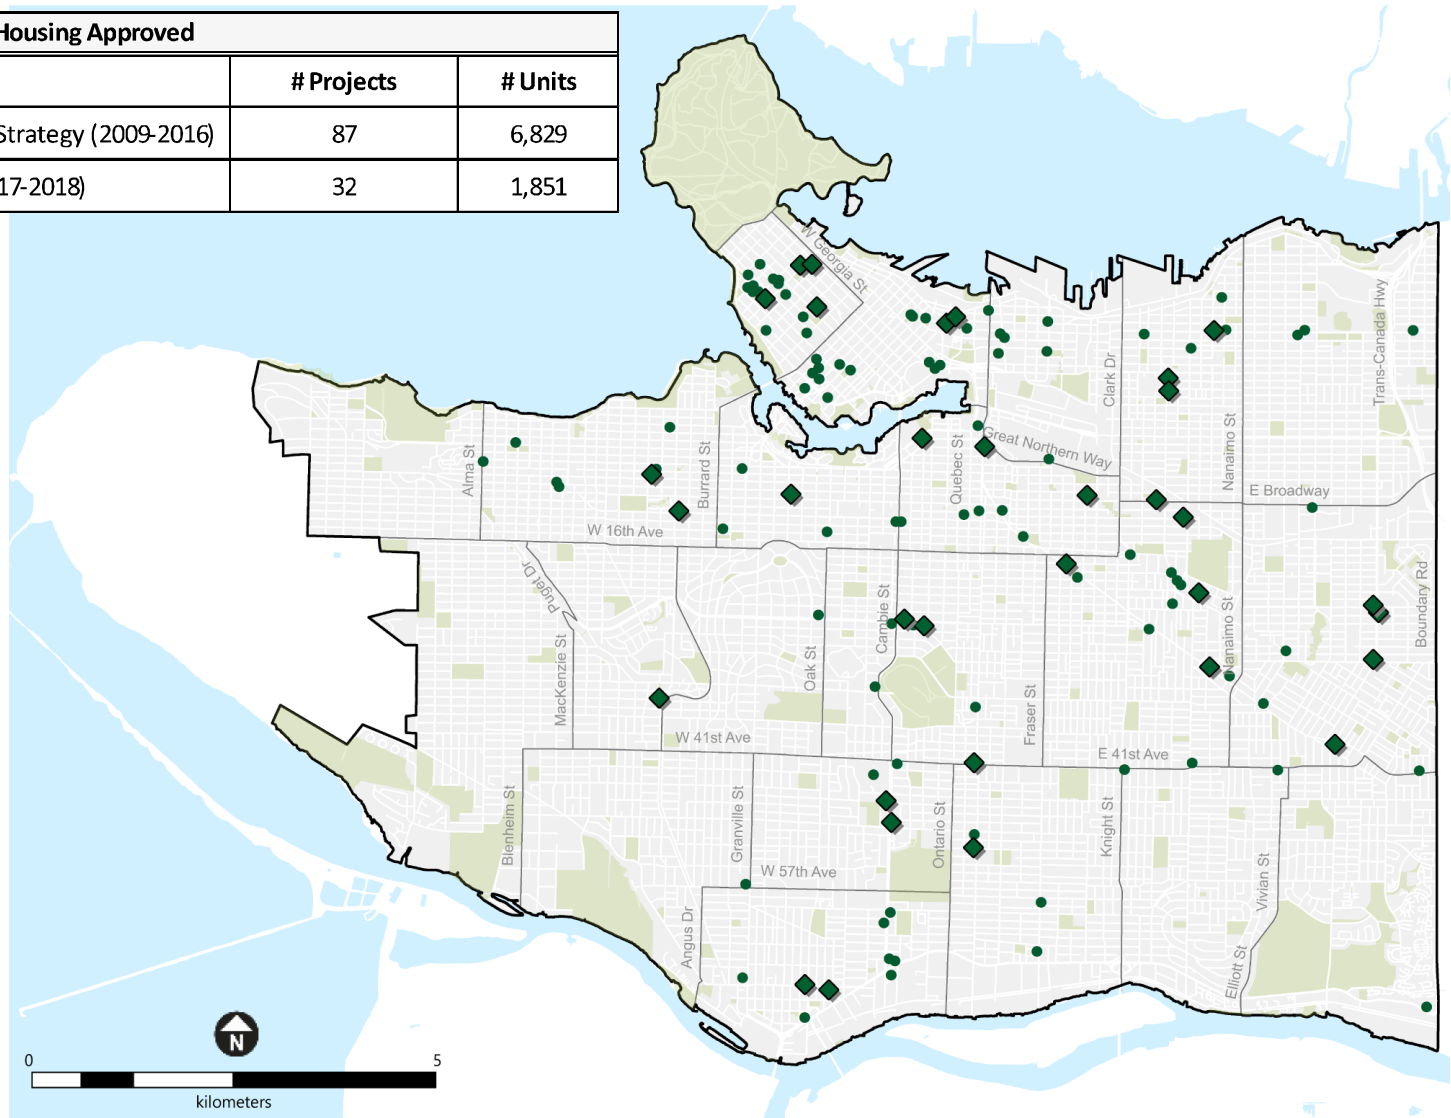 Housing Approved
# Projects # Units
Strategy (2009-2016) 87 6,829
17-2018) 32 1,851
W Georgia St
Trans-Canada Hwy
Clark Dr
Nanaimo St
Alma St
Burrard St
Quebec St
Great Northern Way
E Broadway
W 16th Ave
Puget Dr
Cambie St
Boundary Rd
MacKenzie St
Oak St
Nanaimo St
Fraser St
W 41st Ave
E 41st Ave
Blenheim St
Granville St
Ontario St
Knight St
W 57th Ave
Vivian St
Angus Dr
Elliott St
N
0 5
kilometers